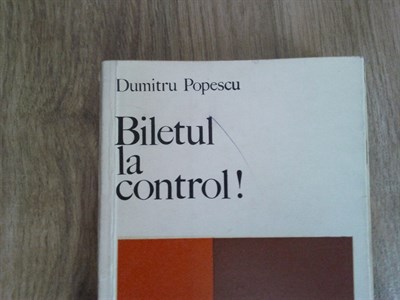 Dumitru Popescu
Biletul
la
control!